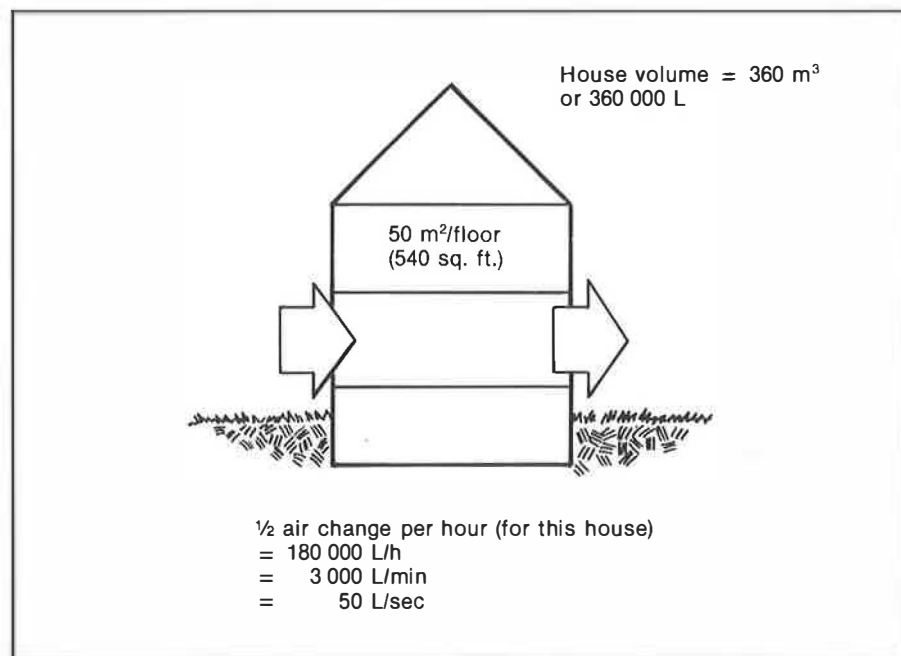 House volume = 360 m³
or 360 000 L
50 m²/floor
(540 sq. ft.)
½ air change per hour (for this house)
= 180 000 L/h
= 3 000 L/min
= 50 L/sec